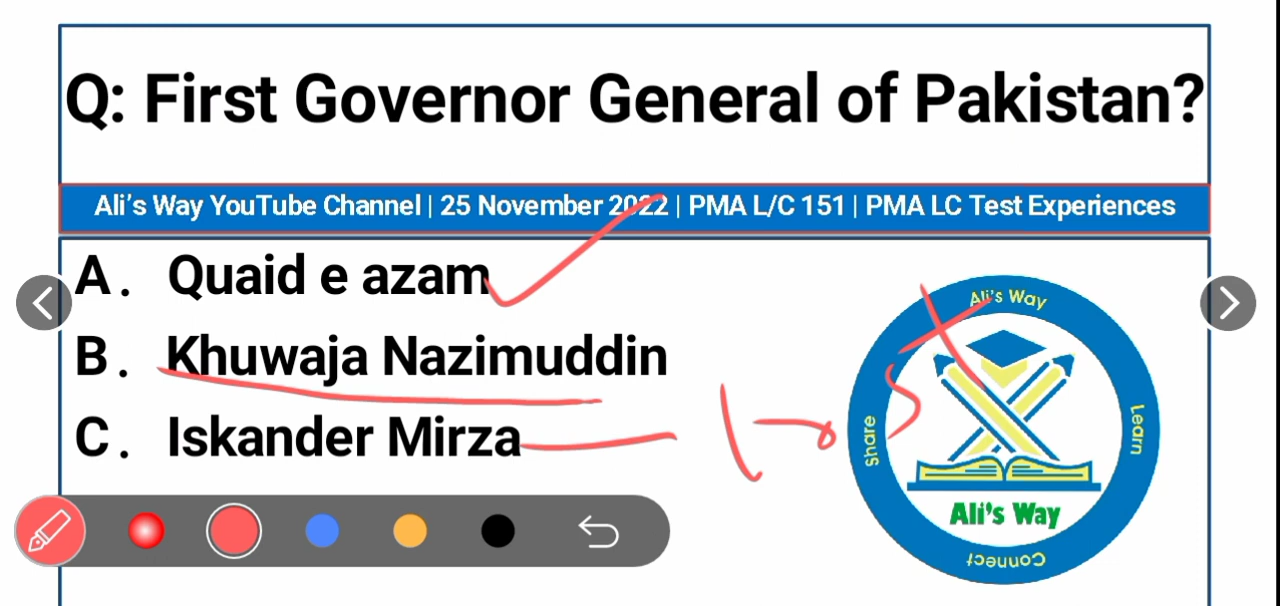 Q: First Governor General of Pakistan?
Ali's Way YouTube Channel | 25 November 2022 | PMA L/C 151 | PMA LC Test Experiences
A. Quaid e azam
B. Khuwaja Nazimuddin
C. Iskander Mirza
Ali's Way
Share
Learn
Ali's Way
Connect